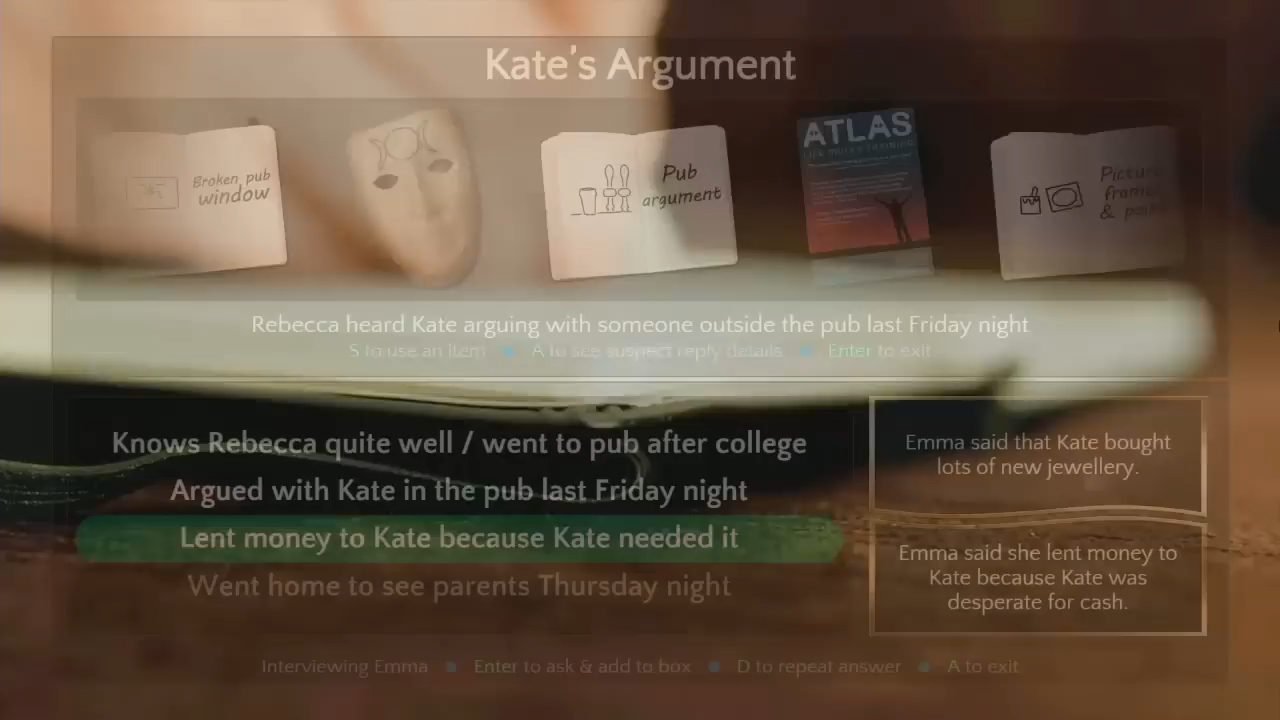 Kate's Argument
Broken pub
window
Pub
argument
ATLAS
Picture
frame
& paint
Rebecca heard Kate arguing with someone outside the pub last Friday night
S to use an item A to see suspect reply details Enter to exit
Knows Rebecca quite well / went to pub after college
Argued with Kate in the pub last Friday night
Lent money to Kate because Kate needed it
Went home to see parents Thursday night
Emma said that Kate bought
lots of new jewellery.
Emma said she lent money to
Kate because Kate was
desperate for cash.
Interviewing Emma Enter to ask & add to box D to repeat answer A to exit